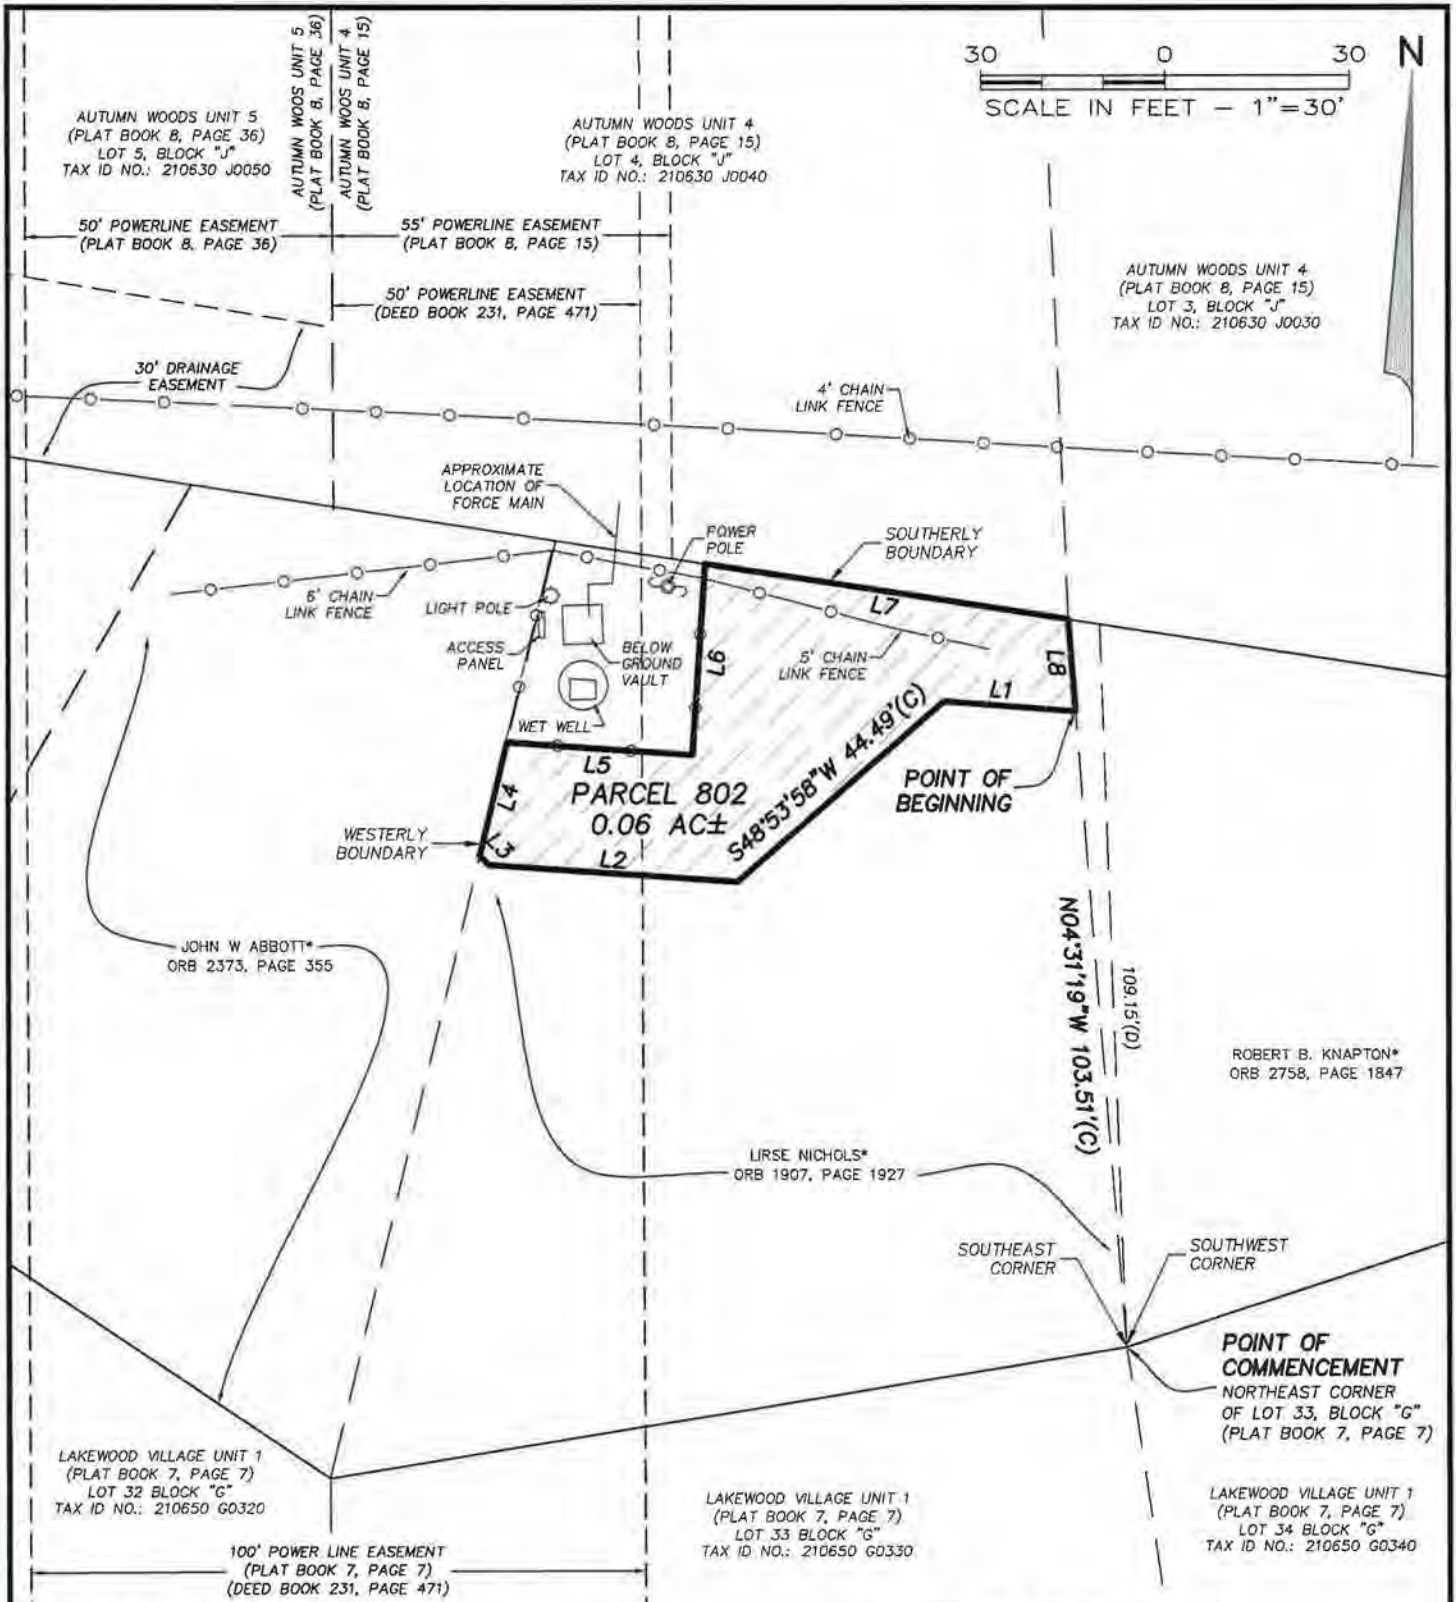 AUTUMN WOOS UNIT 5
(PLAT BOOK 8, PAGE 36)
AUTUMN WOOS UNIT 4
(PLAT BOOK 8, PAGE 15)
30 0 30
SCALE IN FEET - 1"=30'
N
AUTUMN WOODS UNIT 5
(PLAT BOOK 8, PAGE 36)
LOT 5, BLOCK "J"
TAX ID NO.: 210630 J0050
AUTUMN WOODS UNIT 4
(PLAT BOOK 8, PAGE 15)
LOT 4, BLOCK "J"
TAX ID NO.: 210630 J0040
50' POWERLINE EASEMENT
(PLAT BOOK 8, PAGE 36)
55' POWERLINE EASEMENT
(PLAT BOOK 8, PAGE 15)
50' POWERLINE EASEMENT
(DEED BOOK 231, PAGE 471)
AUTUMN WOODS UNIT 4
(PLAT BOOK 8, PAGE 15)
LOT 3, BLOCK "J"
TAX ID NO.: 210630 J0030
30' DRAINAGE
EASEMENT
4' CHAIN
LINK FENCE
APPROXIMATE
LOCATION OF
FORCE MAIN
POWER
POLE
SOUTHERLY
BOUNDARY
6' CHAIN
LINK FENCE
LIGHT POLE
ACCESS
PANEL
BELOW
GROUND
VAULT
WET WELL
5' CHAIN
LINK FENCE
L7
L6
L8
L1
L5
L4
L3
L2
PARCEL 802
0.06 AC±
S48°53'58"W 44.49'(C)
POINT OF
BEGINNING
WESTERLY
BOUNDARY
JOHN W ABBOTT*
ORB 2373, PAGE 355
N04°31'19"W 103.51'(C)
109.15'(D)
ROBERT B. KNAPTON*
ORB 2758, PAGE 1847
LIRSE NICHOLS*
ORB 1907, PAGE 1927
SOUTHEAST
CORNER
SOUTHWEST
CORNER
POINT OF
COMMENCEMENT
NORTHEAST CORNER
OF LOT 33, BLOCK "G"
(PLAT BOOK 7, PAGE 7)
LAKEWOOD VILLAGE UNIT 1
(PLAT BOOK 7, PAGE 7)
LOT 32 BLOCK "G"
TAX ID NO.: 210650 G0320
LAKEWOOD VILLAGE UNIT 1
(PLAT BOOK 7, PAGE 7)
LOT 33 BLOCK "G"
TAX ID NO.: 210650 G0330
LAKEWOOD VILLAGE UNIT 1
(PLAT BOOK 7, PAGE 7)
LOT 34 BLOCK "G"
TAX ID NO.: 210650 G0340
100' POWER LINE EASEMENT
(PLAT BOOK 7, PAGE 7)
(DEED BOOK 231, PAGE 471)